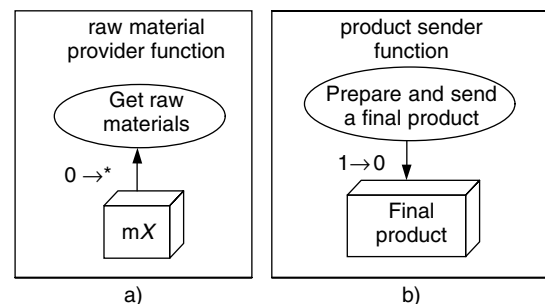 raw material
provider function
Get raw
materials
0 →*
mX
a)
product sender
function
Prepare and send
a final product
1→0
Final
product
b)